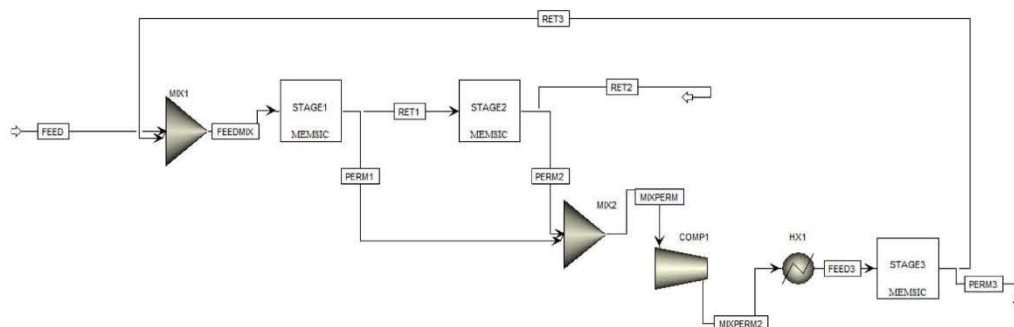 RET3
MIX1
FEED
FEEDMIX
STAGE1
MEMSIC
RET1
STAGE2
MEMSIC
RET2
PERM1
PERM2
MIX2
MIXPERM
COMP1
MIXPERM2
HX1
FEED3
STAGE3
MEMSIC
PERM3